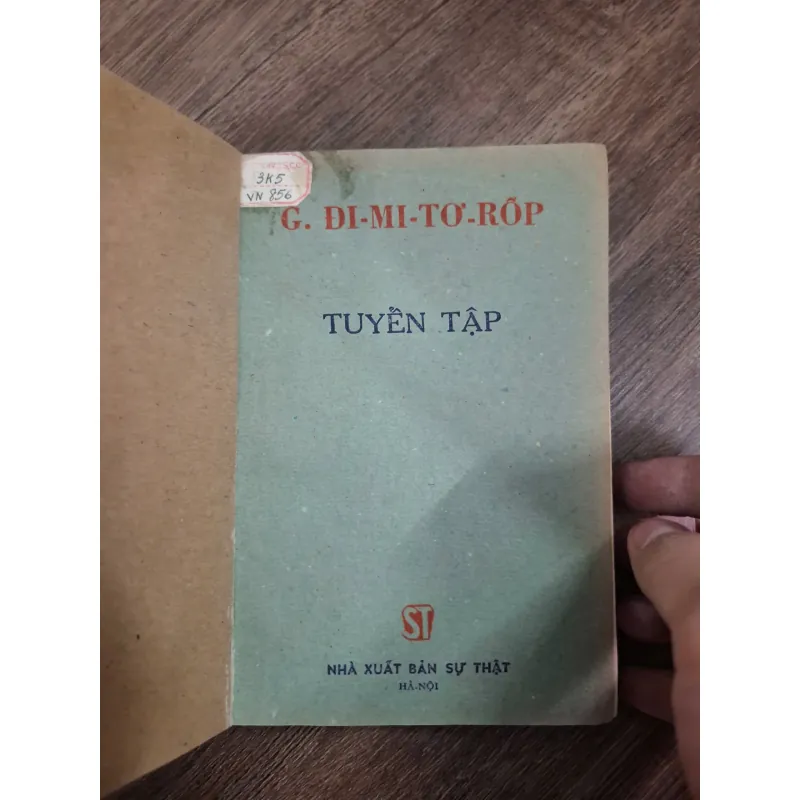 3K5
VN 856
G. ĐI-MI-TƠ-RỐP
TUYỂN TẬP
ST
NHÀ XUẤT BẢN SỰ THẬT
HÀ-NỘI